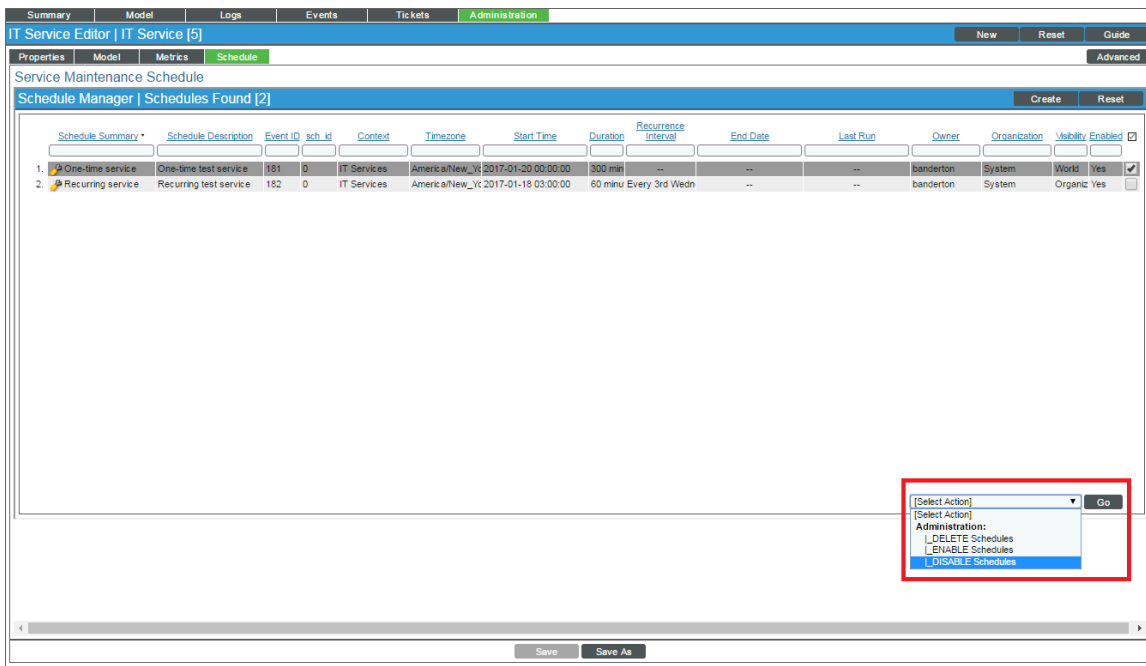 Summary Model Logs Events Tickets Administration
IT Service Editor | IT Service [5] New Reset Guide
Properties Model Metrics Schedule Advanced
Service Maintenance Schedule
Schedule Manager | Schedules Found [2] Create Reset
Recurrence
Schedule Summary Schedule Description Event ID sch_id Context Timezone Start Time Duration Interval End Date Last Run Owner Organization Visibility Enabled
1. One-time service One-time test service 181 0 IT Services America/New_Yo 2017-01-20 00:00:00 300 min -- -- -- banderton System World Yes
2. Recurring service Recurring test service 182 0 IT Services America/New_Yo 2017-01-18 03:00:00 60 minu Every 3rd Wedn -- -- banderton System Organiz Yes
[Select Action] Go
[Select Action]
Administration:
|_DELETE Schedules
|_ENABLE Schedules
|_DISABLE Schedules
Save Save As